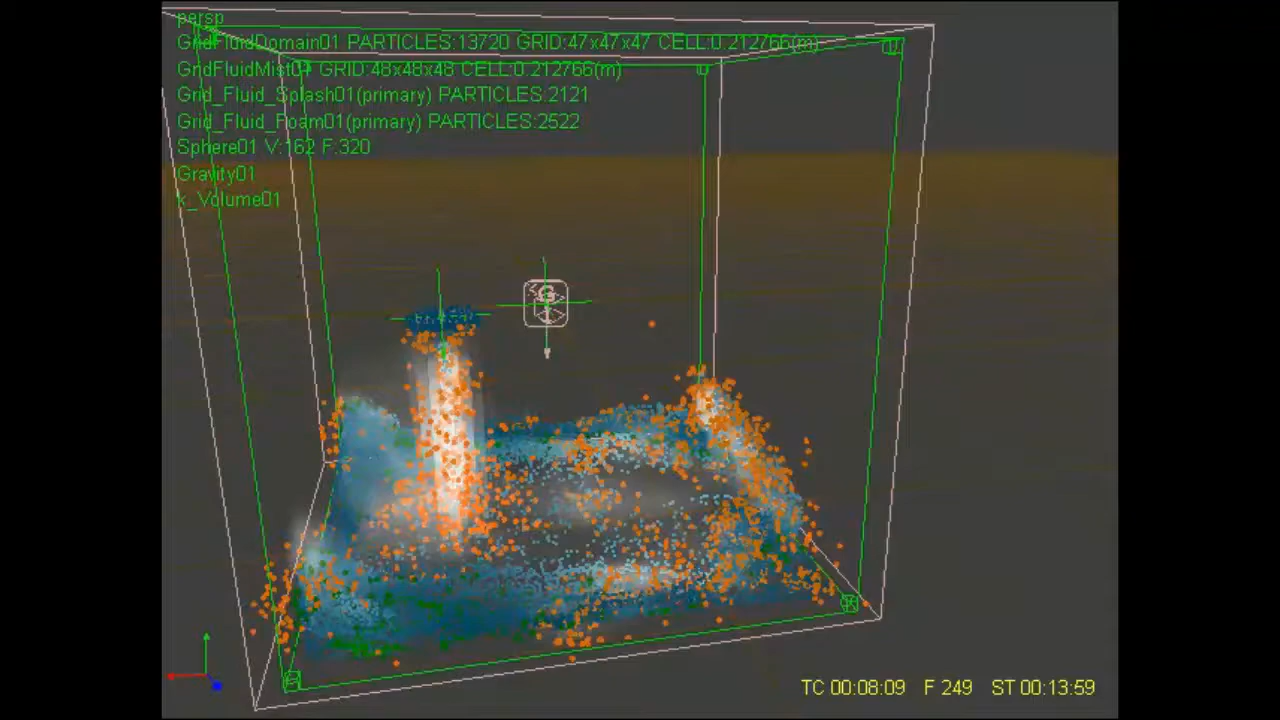 persp
GridFluidDomain01 PARTICLES:13720 GRID:47x47x47 CELL:0.212766(m)
GridFluidMist01 GRID:48x48x48 CELL:0.212766(m)
Grid_Fluid_Splash01(primary) PARTICLES:2121
Grid_Fluid_Foam01(primary) PARTICLES:2522
Sphere01 V:162 F:320
Gravity01
k_Volume01
G
TC 00:08:09 F 249 ST 00:13:59